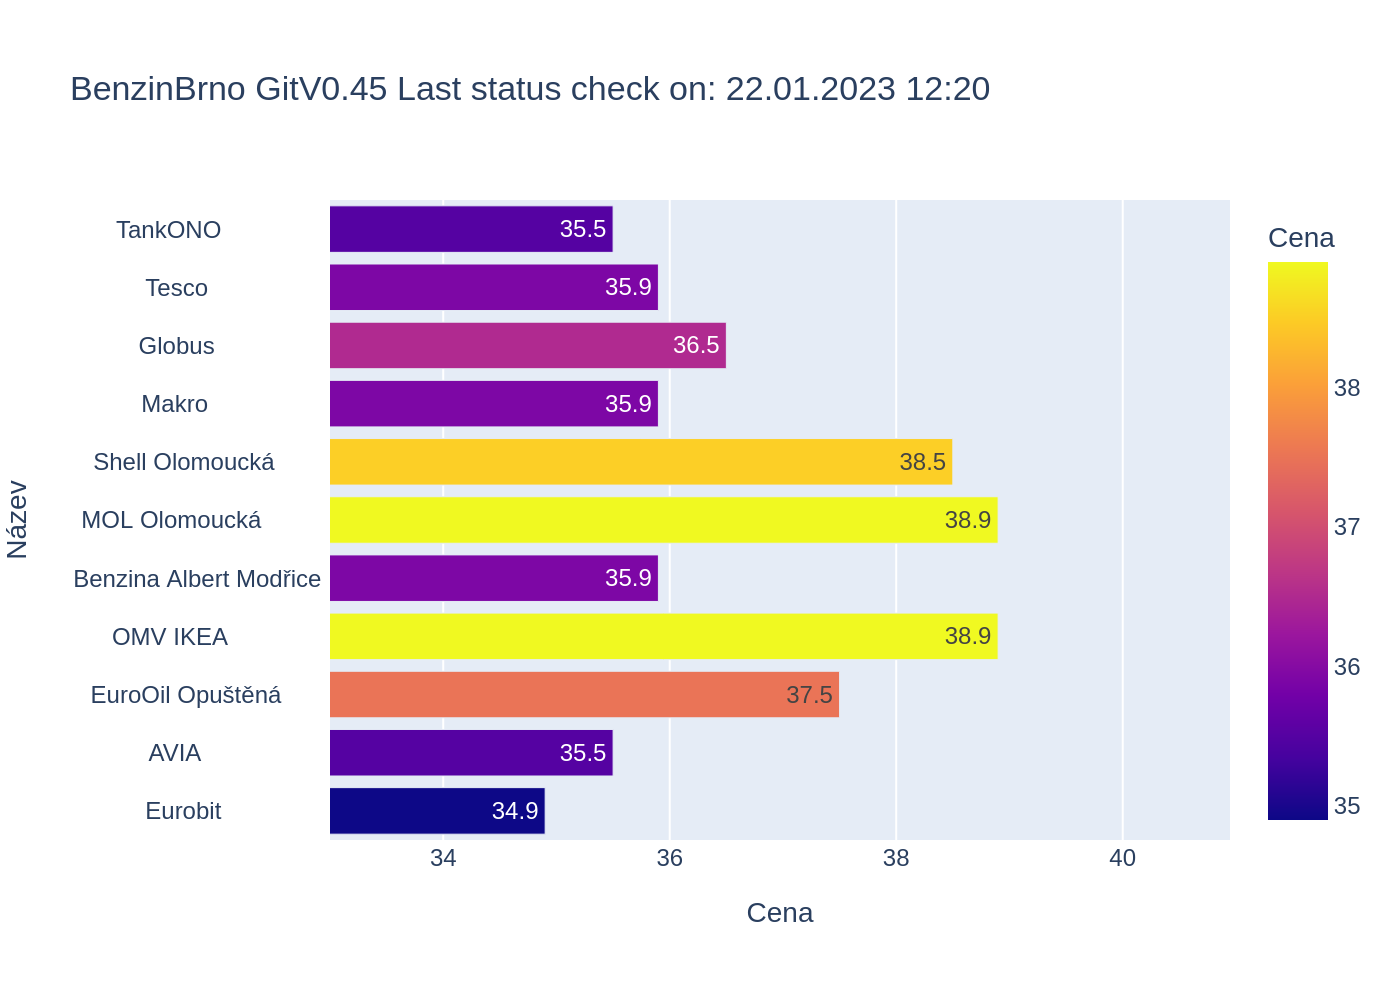 BenzinBrno GitV0.45 Last status check on: 22.01.2023 12:20
Cena
TankONO
35.5
Tesco
35.9
Globus
36.5
Makro
35.9
38
Shell Olomoucká
38.5
MOL Olomoucká
38.9
37
Název
Benzina Albert Modřice
35.9
OMV IKEA
38.9
36
EuroOil Opuštěná
37.5
AVIA
35.5
Eurobit
34.9
35
34
36
38
40
Cena